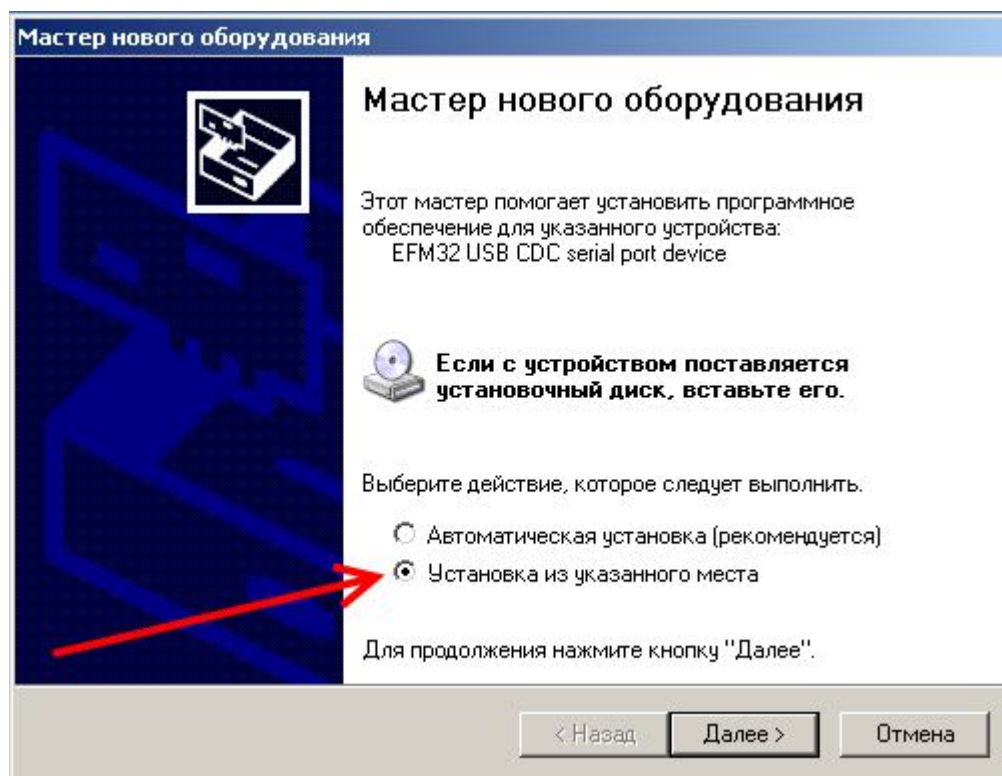 Мастер нового оборудования
Мастер нового оборудования
Этот мастер помогает установить программное
обеспечение для указанного устройства:
EFM32 USB CDC serial port device
Если с устройством поставляется
установочный диск, вставьте его.
Выберите действие, которое следует выполнить.
Автоматическая установка (рекомендуется)
Установка из указанного места
Для продолжения нажмите кнопку "Далее".
< Назад
Далее >
Отмена